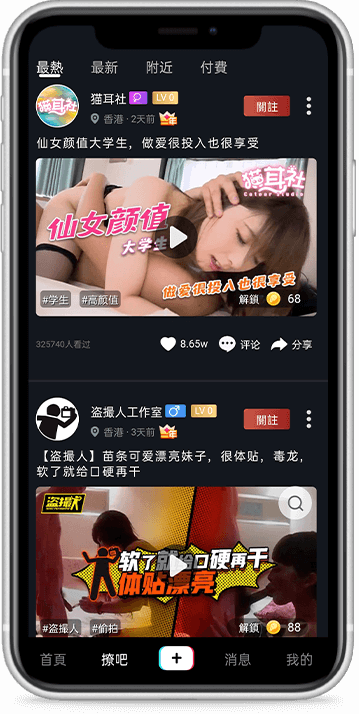 最熱 最新 附近 付費
猫耳社 LV 0 關註
香港 · 2天前
仙女颜值大学生，做爱很投入也很享受
猫耳社
Catear Studio
仙女颜值
大学生
做爱很投入也很享受
#学生 #高颜值 解鎖 68
325740人看过 8.65w 评论 分享
盗撮人工作室 LV 0 關註
香港 · 3天前
【盗撮人】苗条可爱漂亮妹子，很体贴，毒龙，
软了就给口硬再干
盗撮人
软了就给口硬再干
体贴漂亮
#盗撮人 #偷拍 解鎖 88
首頁 撩吧 消息 我的